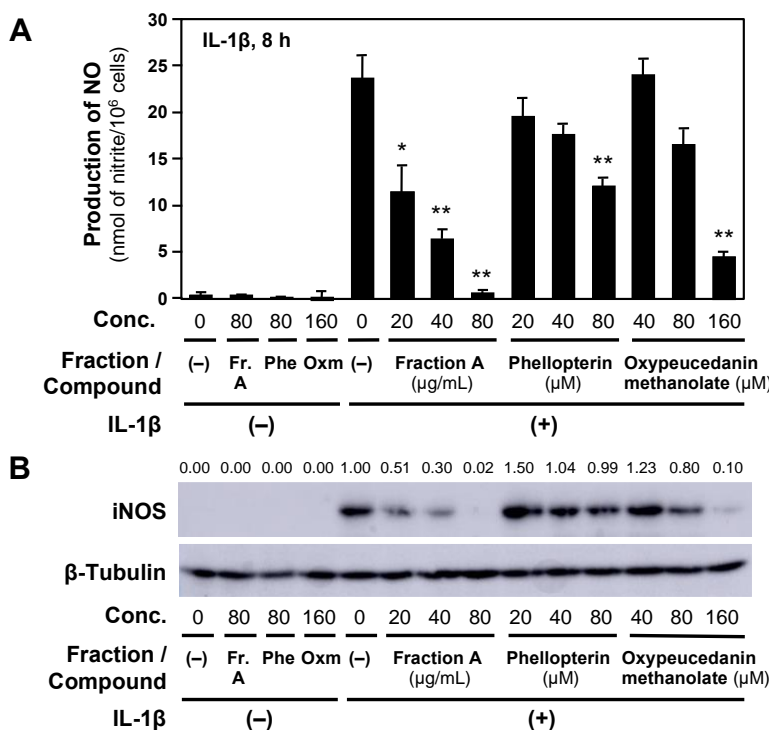 A
IL-1β, 8 h
Production of NO
(nmol of nitrite/10⁶ cells)
30
25
20
15
10
5
0
* ** ** ** **
Conc. 0 80 80 160 0 20 40 80 20 40 80 40 80 160
Fraction / Compound
(–) Fr. A Phe Oxm (–) Fraction A (µg/mL) Phellopterin (µM) Oxypeucedanin methanolate (µM)
IL-1β (–) (+)
B
0.00 0.00 0.00 0.00 1.00 0.51 0.30 0.02 1.50 1.04 0.99 1.23 0.80 0.10
iNOS
β-Tubulin
Conc. 0 80 80 160 0 20 40 80 20 40 80 40 80 160
Fraction / Compound
(–) Fr. A Phe Oxm (–) Fraction A (µg/mL) Phellopterin (µM) Oxypeucedanin methanolate (µM)
IL-1β (–) (+)